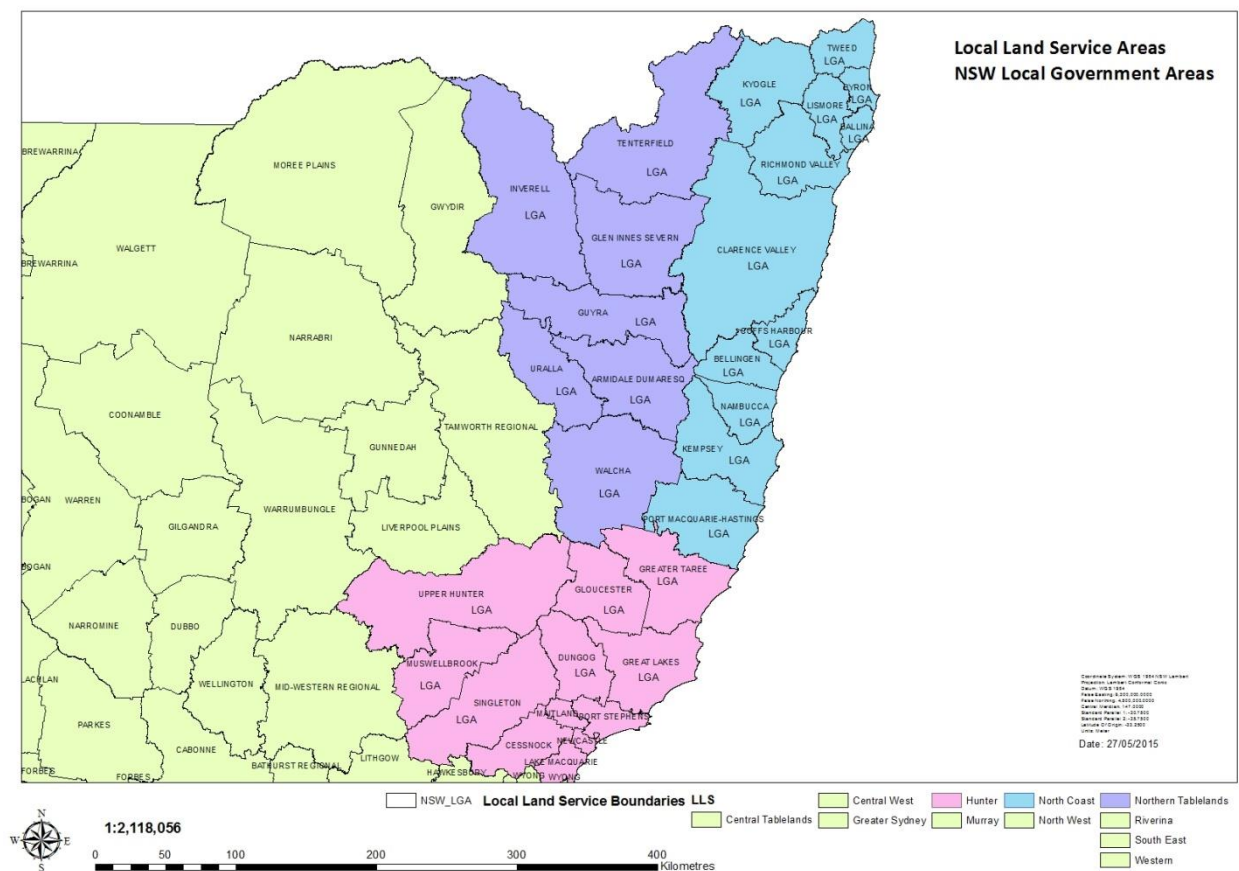 Local Land Service Areas
NSW Local Government Areas
TWEED
LGA
KYOGLE
LGA
BYRON
LGA
LISMORE
LGA
BALLINA
LGA
TENTERFIELD
LGA
RICHMOND VALLEY
LGA
BREWARRINA
MOREE PLAINS
INVERELL
LGA
GWYDIR
GLEN INNES SEVERN
LGA
CLARENCE VALLEY
LGA
WALGETT
BREWARRINA
GUYRA
LGA
NARRABRI
COFFS HARBOUR
LGA
BELLINGEN
LGA
URALLA
LGA
ARMIDALE DUMARESQ
LGA
NAMBUCCA
LGA
COONAMBLE
TAMWORTH REGIONAL
GUNNEDAH
KEMPSEY
LGA
WALCHA
LGA
BOGAN
WARREN
WARRUMBUNGLE
GILGANDRA
LIVERPOOL PLAINS
PORT MACQUARIE-HASTINGS
LGA
BOGAN
GREATER TAREE
LGA
UPPER HUNTER
LGA
GLOUCESTER
LGA
NARROMINE
DUBBO
DUNGOG
LGA
GREAT LAKES
LGA
MUSWELLBROOK
LGA
LACHLAN
WELLINGTON
MID-WESTERN REGIONAL
SINGLETON
LGA
MAITLAND
PORT STEPHENS
PARKES
NEWCASTLE
CESSNOCK
CABONNE
LITHGOW
LAKE MACQUARIE
BATHURST REGIONAL
FORBES
FORBES
HAWKESBURY
WYONG
WYONG
Date: 27/05/2015
NSW_LGA
Local Land Service Boundaries
LLS
Central Tablelands
Central West
Greater Sydney
Hunter
Murray
North Coast
North West
Northern Tablelands
Riverina
South East
Western
N
W
E
S
1:2,118,056
0 50 100 200 300 400
Kilometres